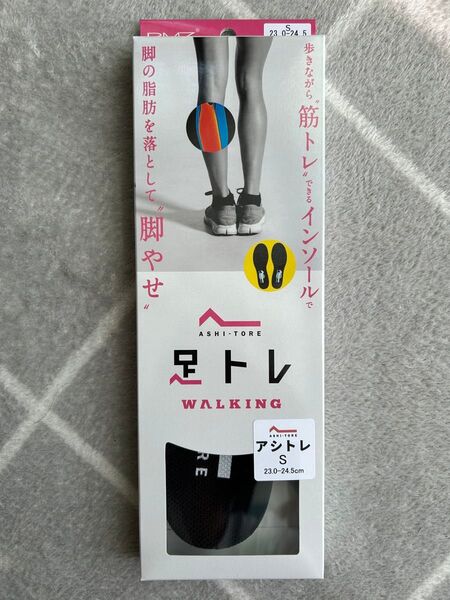 S
23.0-24.5
歩きながら"筋トレ"できるインソールで
脚の脂肪を落として"脚やせ"
ASHI-TORE
足トレ
WALKING
ASHI-TORE
アシトレ
S
23.0-24.5cm
RE